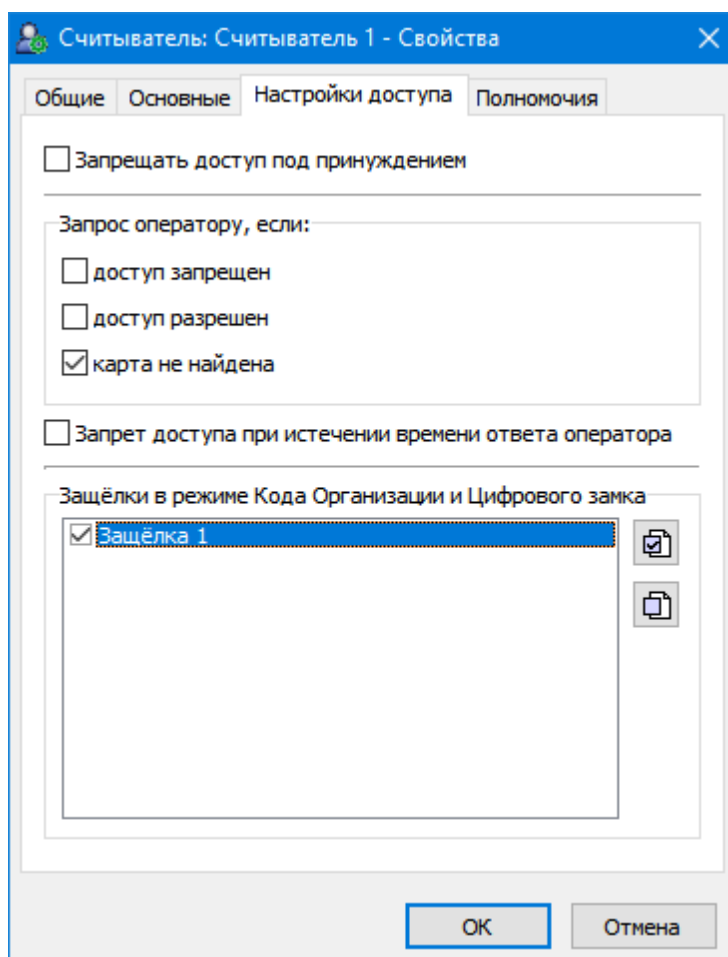 Считыватель: Считыватель 1 - Свойства
Общие Основные Настройки доступа Полномочия
Запрещать доступ под принуждением
Запрос оператору, если:
доступ запрещен
доступ разрешен
карта не найдена
Запрет доступа при истечении времени ответа оператора
Защёлки в режиме Кода Организации и Цифрового замка
Защёлка 1
ОК Отмена